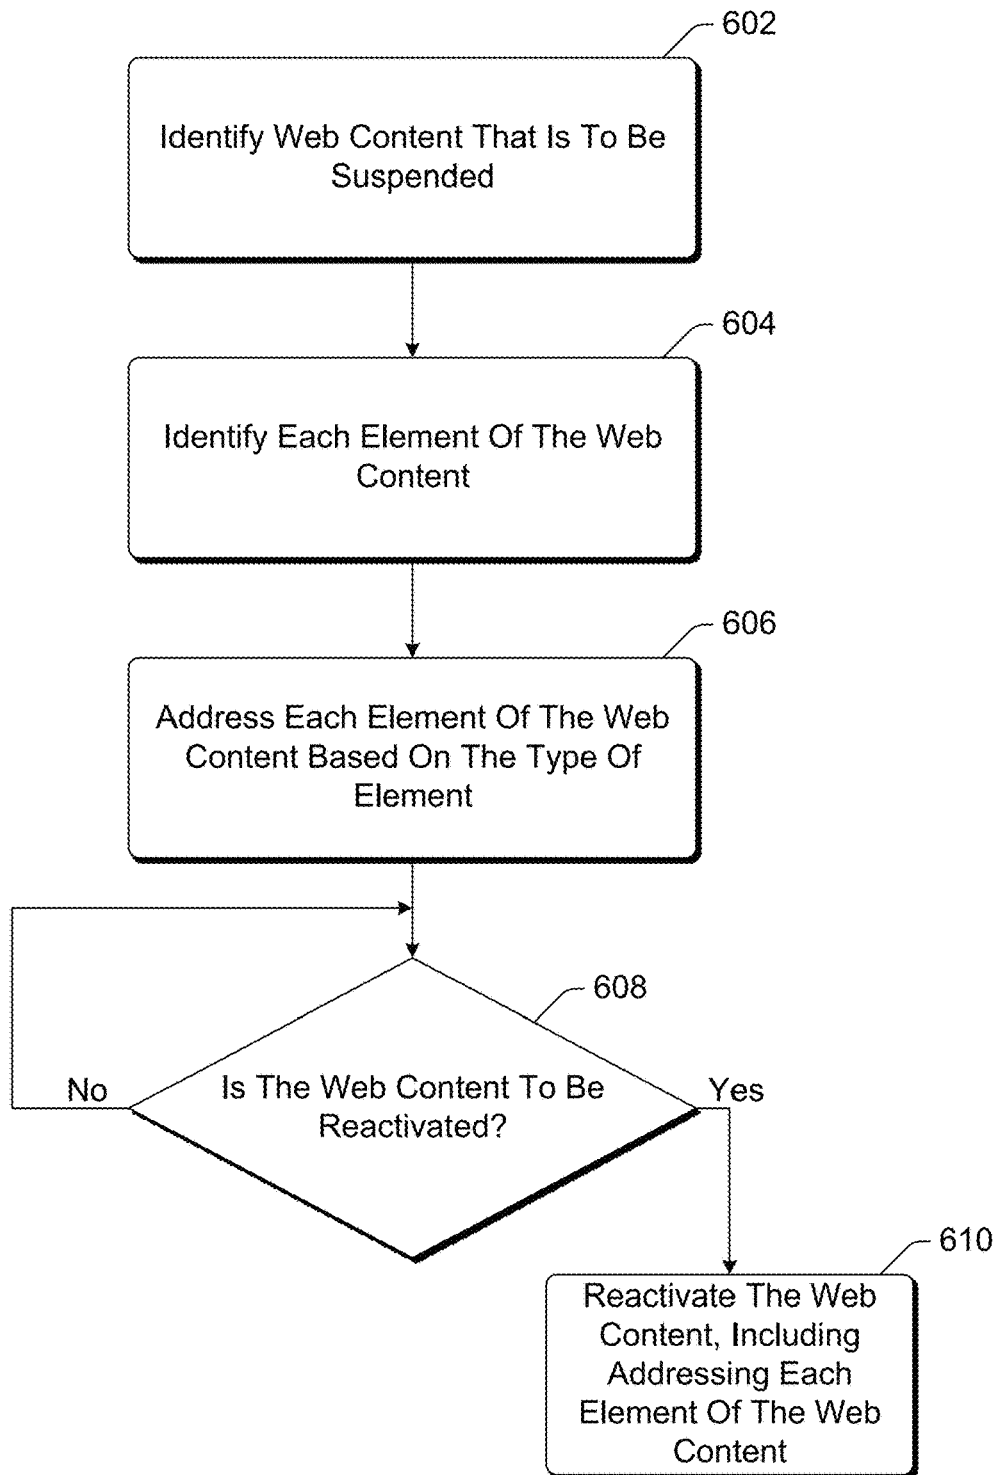 602
Identify Web Content That Is To Be
Suspended
604
Identify Each Element Of The Web
Content
606
Address Each Element Of The Web
Content Based On The Type Of
Element
608
No
Is The Web Content To Be
Reactivated?
Yes
610
Reactivate The Web
Content, Including
Addressing Each
Element Of The Web
Content